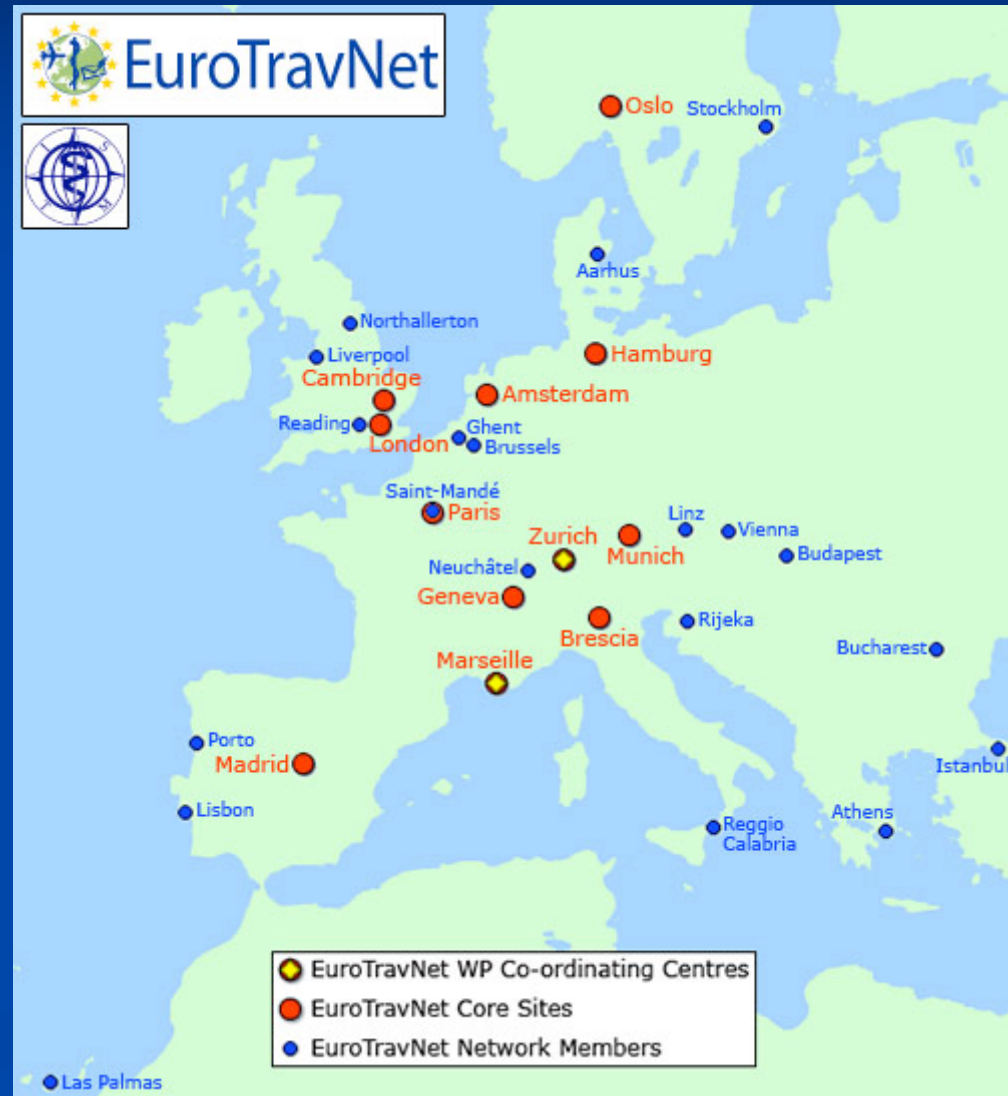 EuroTravNet
I S T M
Oslo
Stockholm
Aarhus
Northallerton
Liverpool
Hamburg
Cambridge
Amsterdam
Reading
London
Ghent
Brussels
Saint-Mandé
Paris
Linz
Vienna
Zurich
Munich
Budapest
Neuchâtel
Geneva
Brescia
Rijeka
Bucharest
Marseille
Porto
Madrid
Istanbul
Lisbon
Athens
Reggio
Calabria
EuroTravNet WP Co-ordinating Centres
EuroTravNet Core Sites
EuroTravNet Network Members
Las Palmas